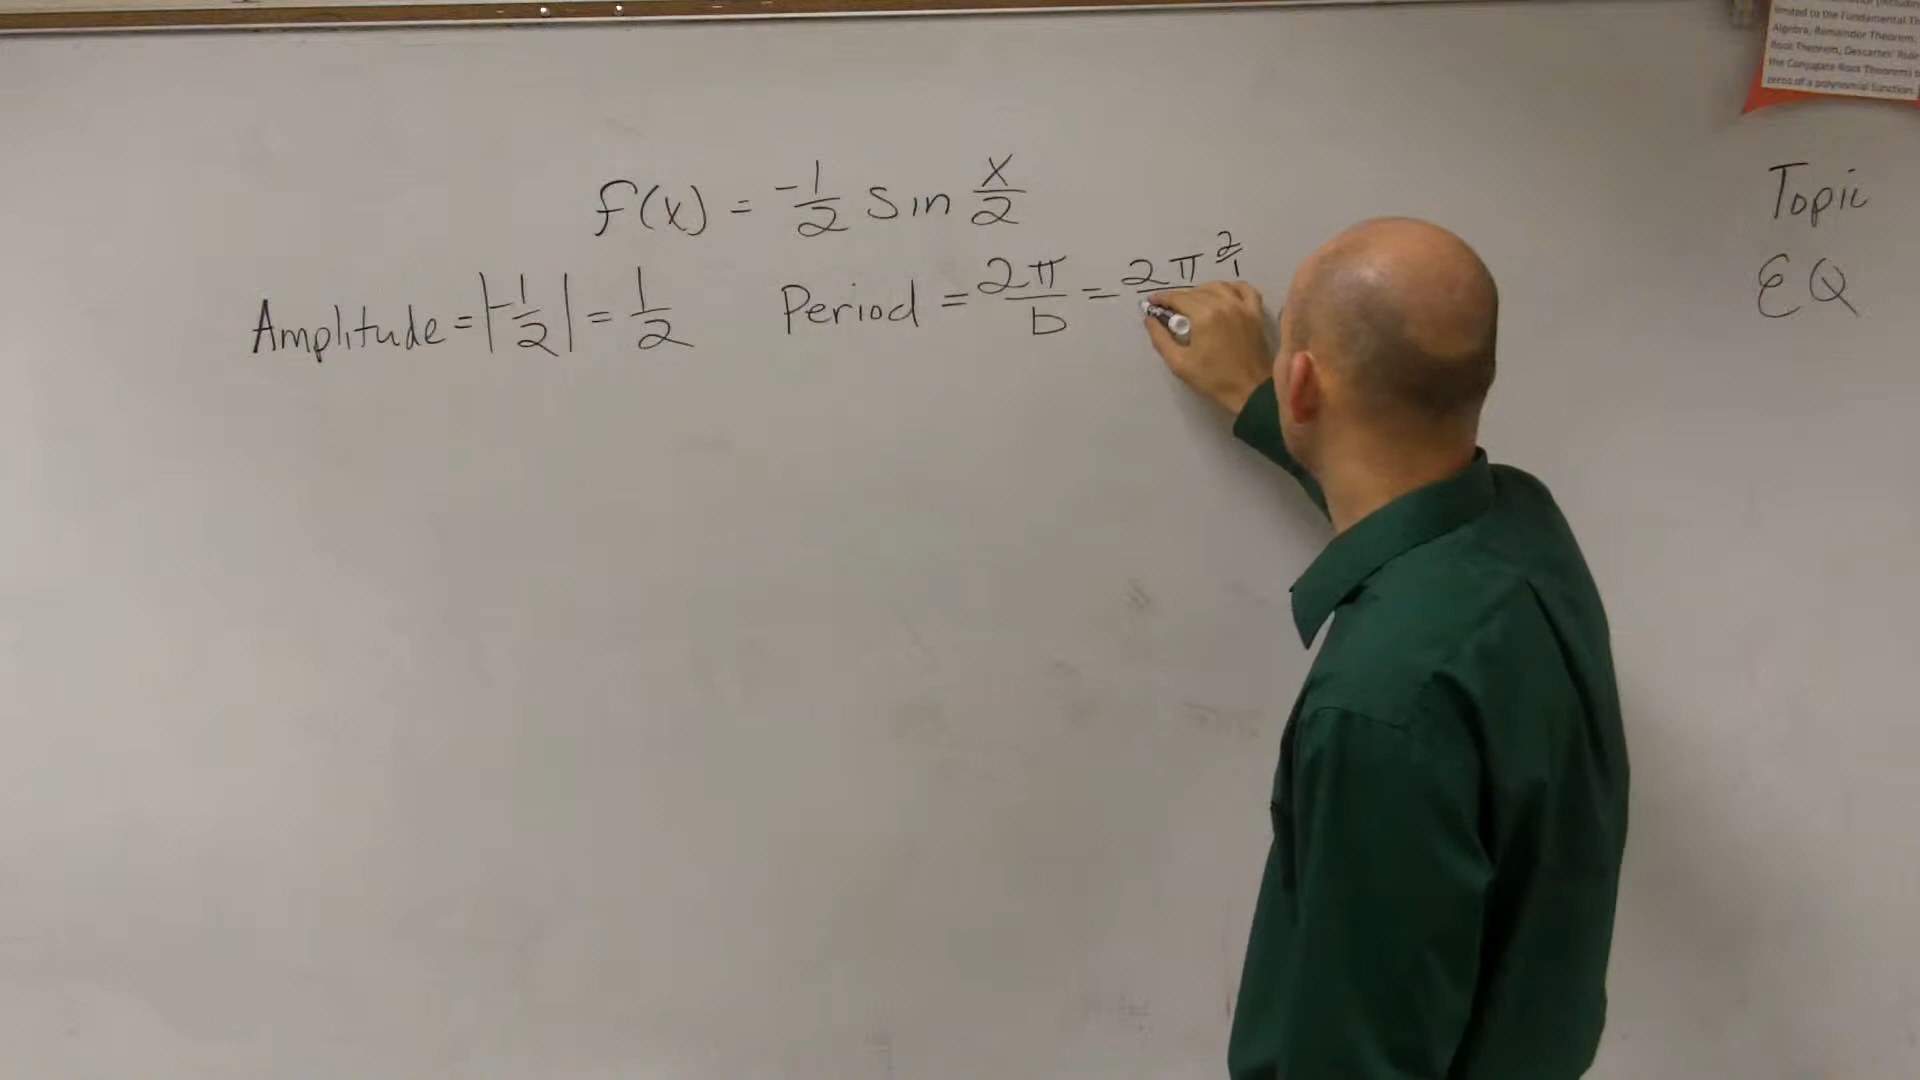 limited to the Fundamental Th
Algebra, Remainder Theorem,
Root Theorem, Descartes' Rule
the Conjugate Root Theorem) t
zeros of a polynomial function.
Topic
EQ
f(x) = -1/2 Sin x/2
Amplitude = |-1/2| = 1/2 Period = 2π/b = 2π 2/1